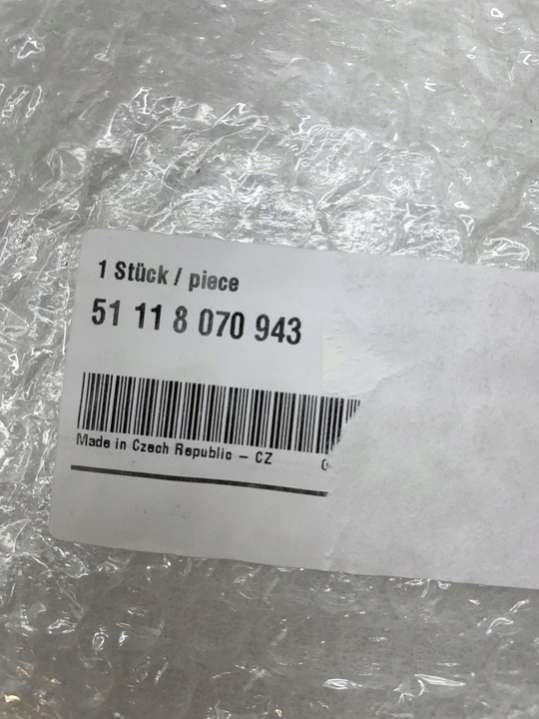 1 Stück / piece
51 11 8 070 943
Made in Czech Republic – CZ